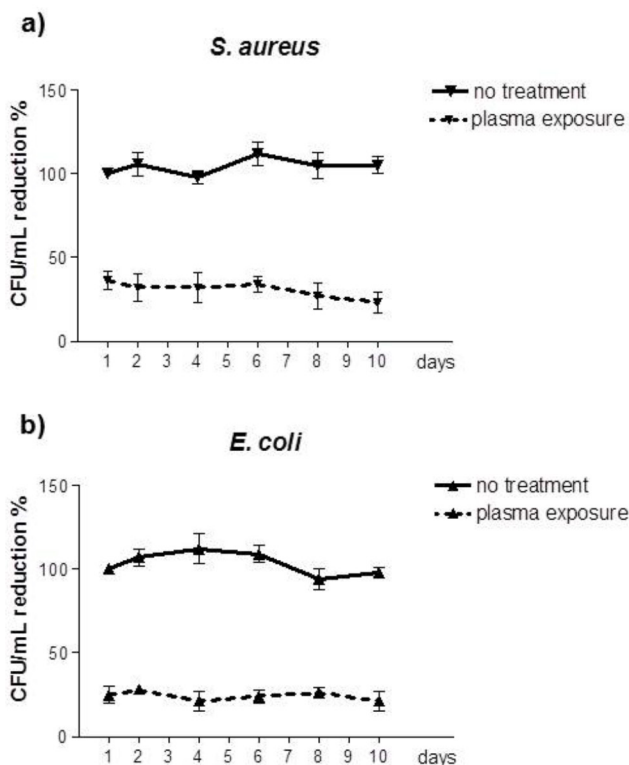 a)
S. aureus
CFU/mL reduction %
150
100
50
0
1 2 3 4 5 6 7 8 9 10 days
no treatment
plasma exposure
b)
E. coli
CFU/mL reduction %
150
100
50
0
1 2 3 4 5 6 7 8 9 10 days
no treatment
plasma exposure